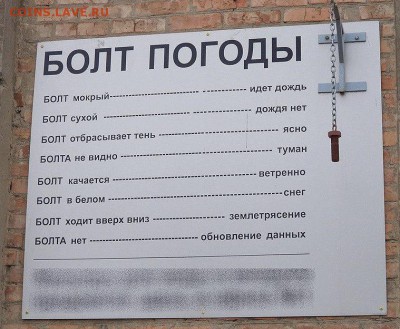 COINS.LAVE.RU
БОЛТ ПОГОДЫ
БОЛТ мокрый---------------------- ----------- идет дождь
БОЛТ сухой ------------------------------------ дождя нет
БОЛТ отбрасывает тень ------------------------------ ясно
БОЛТА не видно ---------------------------------- туман
БОЛТ качается ----------------------------------- ветренно
БОЛТ в белом ---------------------------------------- снег
БОЛТ ходит вверх вниз --------------- землетрясение
БОЛТА нет --------------------------- обновление данных